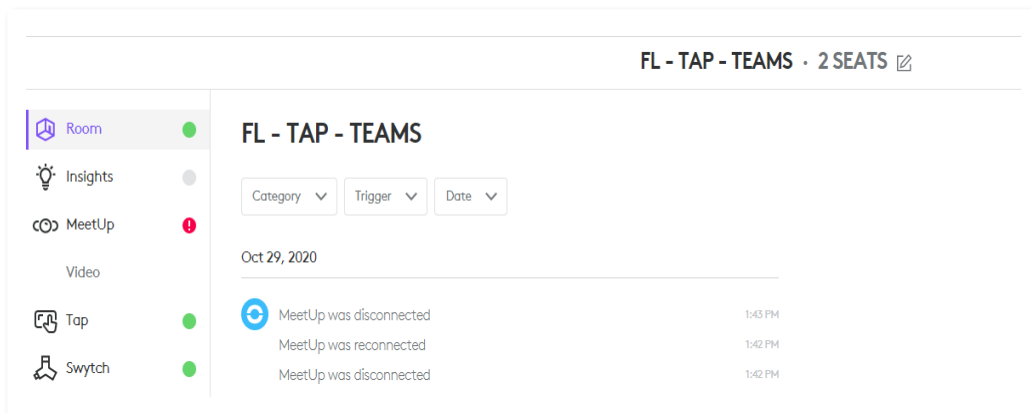 FL - TAP - TEAMS · 2 SEATS
Room
Insights
MeetUp
Video
Tap
Swytch
FL - TAP - TEAMS
Category Trigger Date
Oct 29, 2020
MeetUp was disconnected 1:43 PM
MeetUp was reconnected 1:42 PM
MeetUp was disconnected 1:42 PM